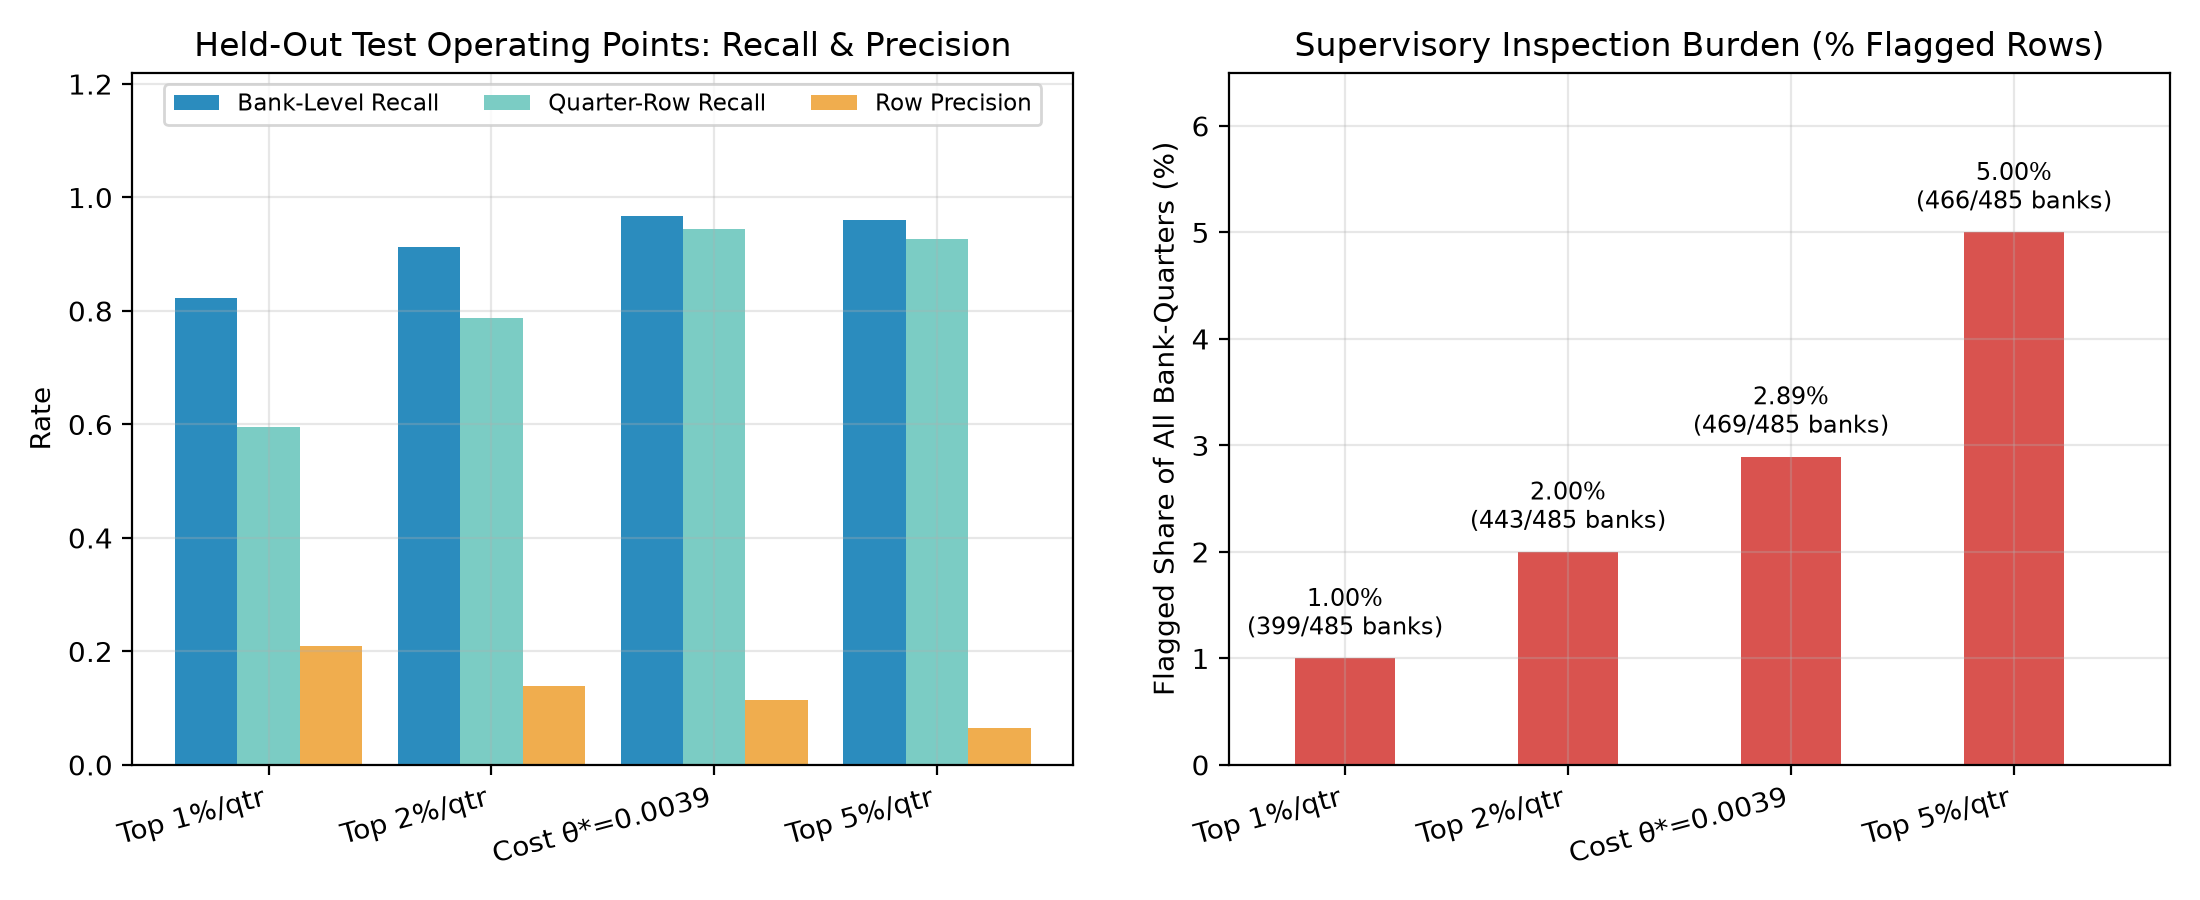 Held-Out Test Operating Points: Recall & Precision
Bank-Level Recall
Quarter-Row Recall
Row Precision
Rate
1.2
1.0
0.8
0.6
0.4
0.2
0.0
Top 1%/qtr
Top 2%/qtr
Cost θ*=0.0039
Top 5%/qtr
Supervisory Inspection Burden (% Flagged Rows)
Flagged Share of All Bank-Quarters (%)
6
5
4
3
2
1
0
1.00%
(399/485 banks)
2.00%
(443/485 banks)
2.89%
(469/485 banks)
5.00%
(466/485 banks)
Top 1%/qtr
Top 2%/qtr
Cost θ*=0.0039
Top 5%/qtr